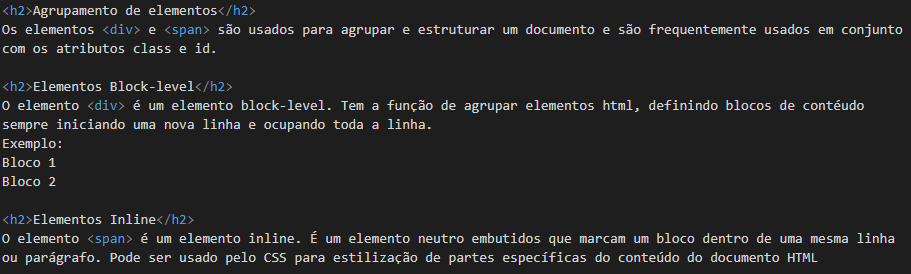 <h2>Agrupamento de elementos</h2>
Os elementos <div> e <span> são usados para agrupar e estruturar um documento e são frequentemente usados em conjunto
com os atributos class e id.
<h2>Elementos Block-level</h2>
O elemento <div> é um elemento block-level. Tem a função de agrupar elementos html, definindo blocos de contéudo
sempre iniciando uma nova linha e ocupando toda a linha.
Exemplo:
Bloco 1
Bloco 2
<h2>Elementos Inline</h2>
O elemento <span> é um elemento inline. É um elemento neutro embutidos que marcam um bloco dentro de uma mesma linha
ou parágrafo. Pode ser usado pelo CSS para estilização de partes específicas do conteúdo do documento HTML